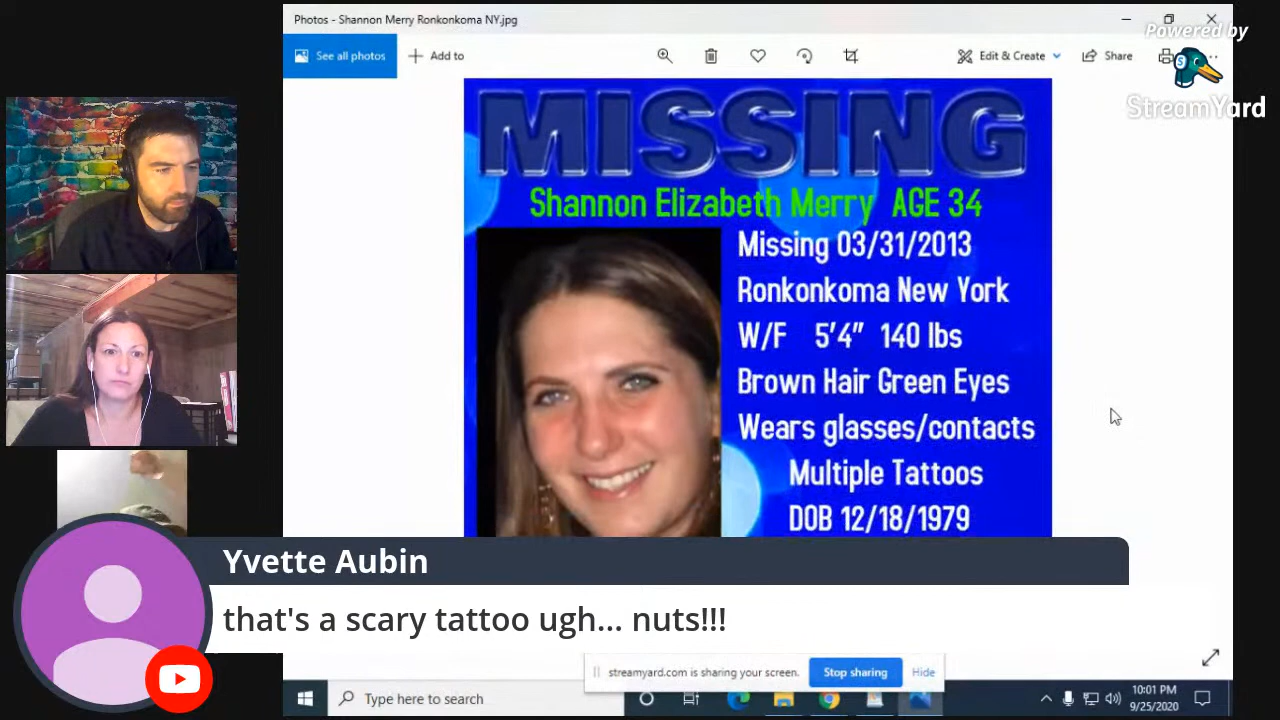 Photos - Shannon Merry Ronkonkoma NY.jpg
Powered by
StreamYard
See all photos
Add to
Edit & Create
Share
MISSING
Shannon Elizabeth Merry AGE 34
Missing 03/31/2013
Ronkonkoma New York
W/F 5'4" 140 lbs
Brown Hair Green Eyes
Wears glasses/contacts
Multiple Tattoos
DOB 12/18/1979
Yvette Aubin
that's a scary tattoo ugh... nuts!!!
streamyard.com is sharing your screen.
Stop sharing
Hide
Type here to search
10:01 PM
9/25/2020